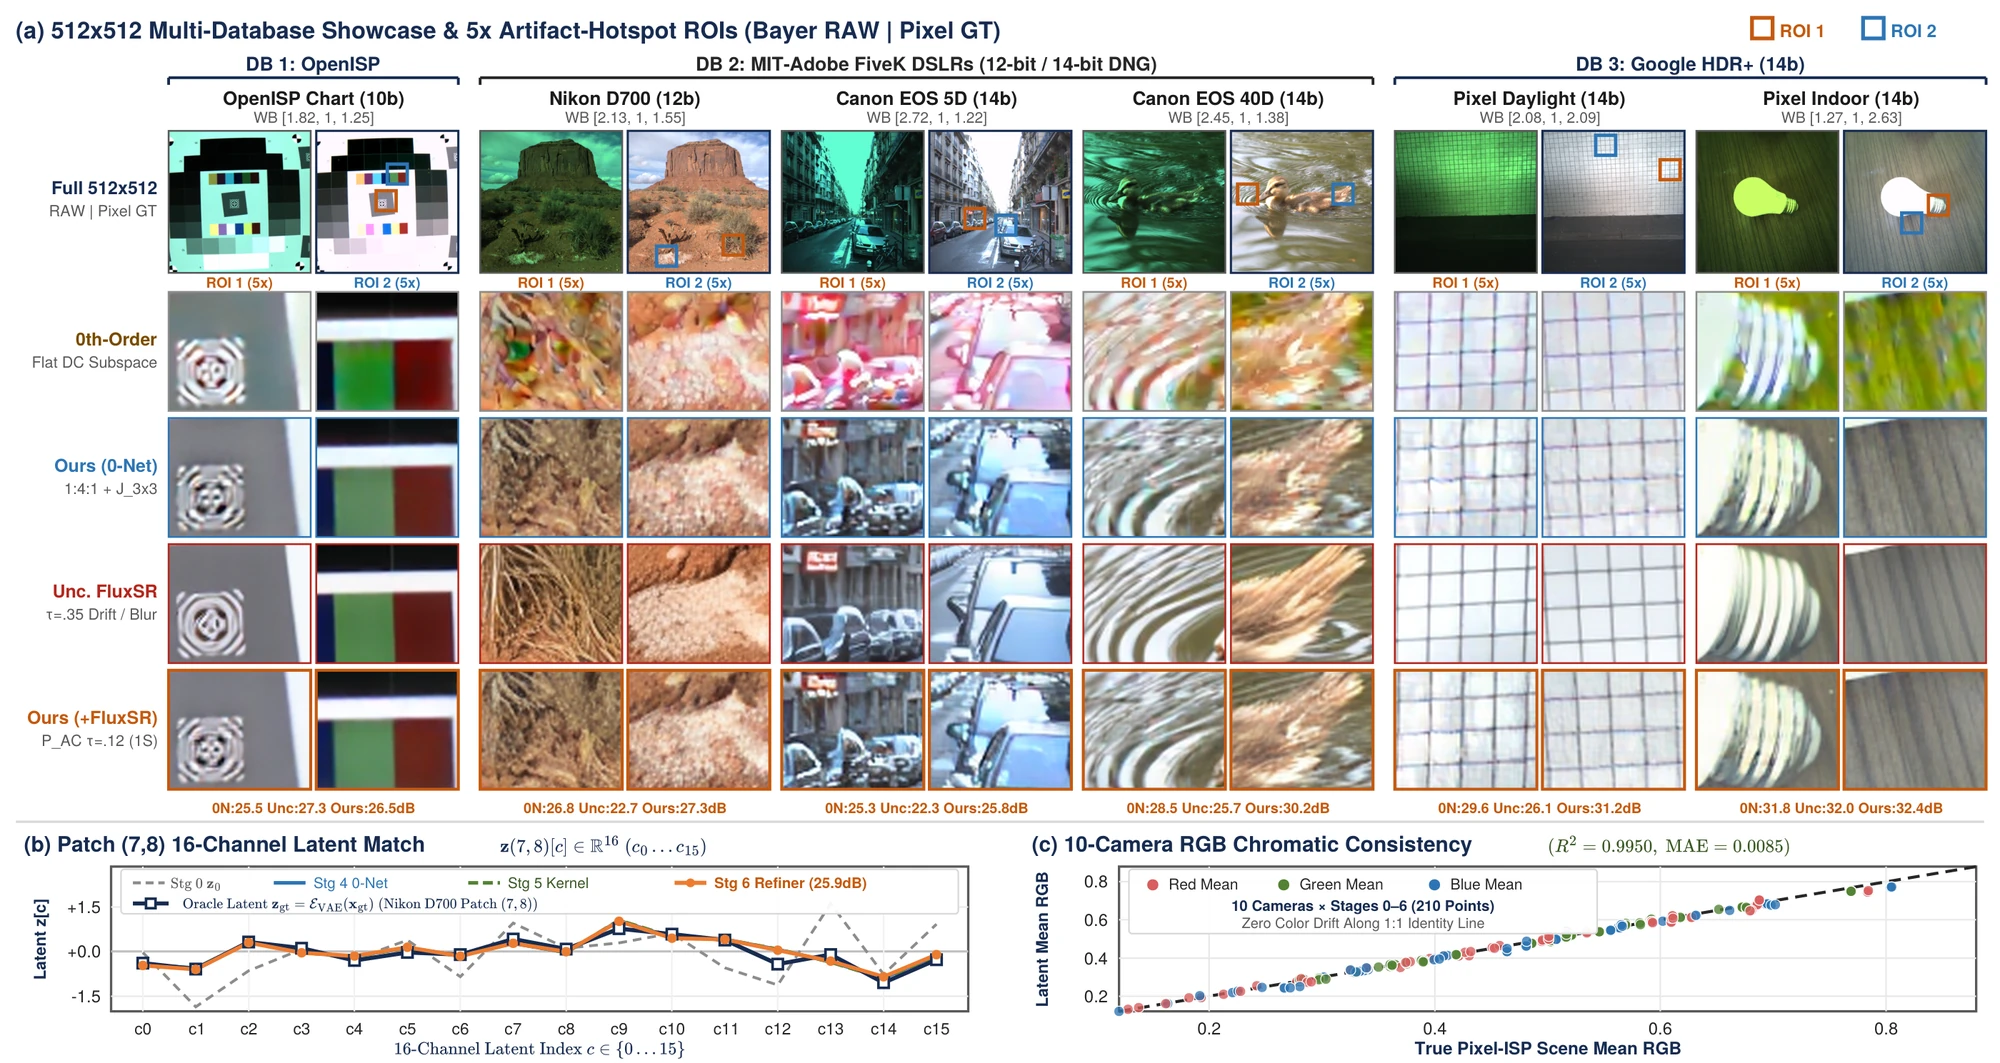 (a) 512x512 Multi-Database Showcase & 5x Artifact-Hotspot ROIs (Bayer RAW | Pixel GT)
ROI 1
ROI 2
DB 1: OpenISP
DB 2: MIT-Adobe FiveK DSLRs (12-bit / 14-bit DNG)
DB 3: Google HDR+ (14b)
OpenISP Chart (10b)
Nikon D700 (12b)
Canon EOS 5D (14b)
Canon EOS 40D (14b)
Pixel Daylight (14b)
Pixel Indoor (14b)
WB [1.82, 1, 1.25]
WB [2.13, 1, 1.55]
WB [2.72, 1, 1.22]
WB [2.45, 1, 1.38]
WB [2.08, 1, 2.09]
WB [1.27, 1, 2.63]
Full 512x512
RAW | Pixel GT
ROI 1 (5x)
ROI 2 (5x)
ROI 1 (5x)
ROI 2 (5x)
ROI 1 (5x)
ROI 2 (5x)
ROI 1 (5x)
ROI 2 (5x)
ROI 1 (5x)
ROI 2 (5x)
ROI 1 (5x)
ROI 2 (5x)
0th-Order
Flat DC Subspace
Ours (0-Net)
1:4:1 + J_3x3
Unc. FluxSR
τ=.35 Drift / Blur
Ours (+FluxSR)
P_AC τ=.12 (1S)
0N:25.5 Unc:27.3 Ours:26.5dB
0N:26.8 Unc:22.7 Ours:27.3dB
0N:25.3 Unc:22.3 Ours:25.8dB
0N:28.5 Unc:25.7 Ours:30.2dB
0N:29.6 Unc:26.1 Ours:31.2dB
0N:31.8 Unc:32.0 Ours:32.4dB
(b) Patch (7,8) 16-Channel Latent Match
z(7,8)[c] ∈ ℝ¹⁶ (c₀ … c₁₅)
Stg 0 z₀
Stg 4 0-Net
Stg 5 Kernel
Stg 6 Refiner (25.9dB)
Oracle Latent z_gt = ℰ_VAE(x_gt) (Nikon D700 Patch (7,8))
Latent z[c]
+1.5
+0.0
-1.5
c0 c1 c2 c3 c4 c5 c6 c7 c8 c9 c10 c11 c12 c13 c14 c15
16-Channel Latent Index c ∈ {0 … 15}
(c) 10-Camera RGB Chromatic Consistency
(R² = 0.9950, MAE = 0.0085)
Red Mean
Green Mean
Blue Mean
10 Cameras × Stages 0–6 (210 Points)
Zero Color Drift Along 1:1 Identity Line
Latent Mean RGB
0.8
0.6
0.4
0.2
0.2 0.4 0.6 0.8
True Pixel-ISP Scene Mean RGB